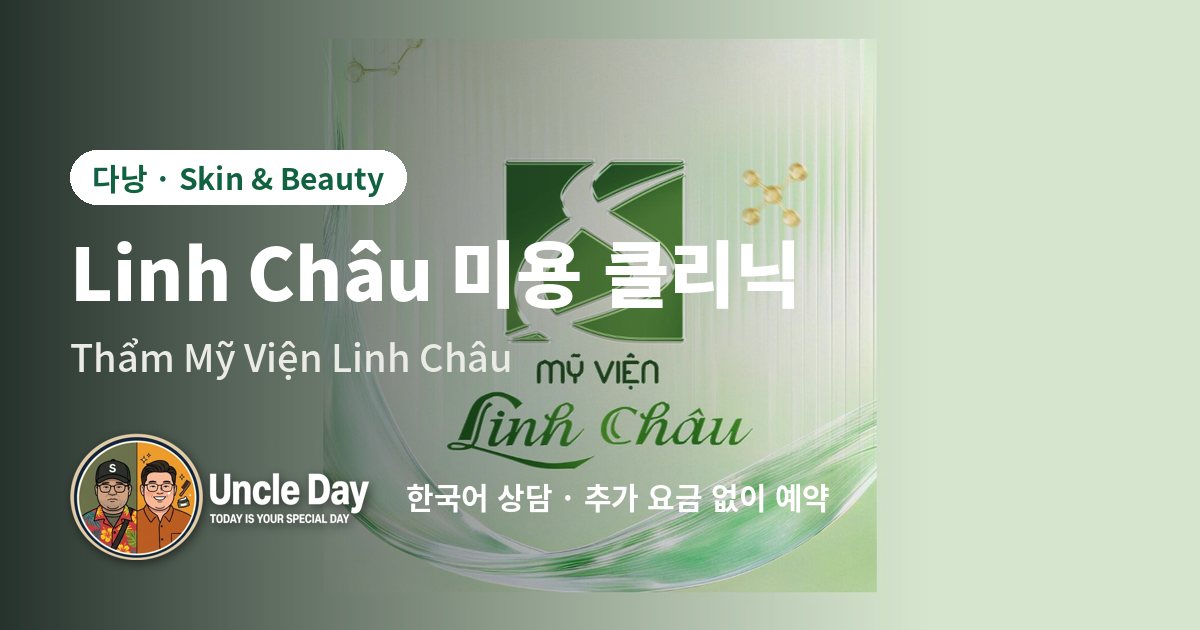 다낭 · Skin & Beauty
Linh Châu 미용 클리닉
Thẩm Mỹ Viện Linh Châu
MỸ VIỆN
Linh Châu
S
Uncle Day
TODAY IS YOUR SPECIAL DAY
한국어 상담 · 추가 요금 없이 예약